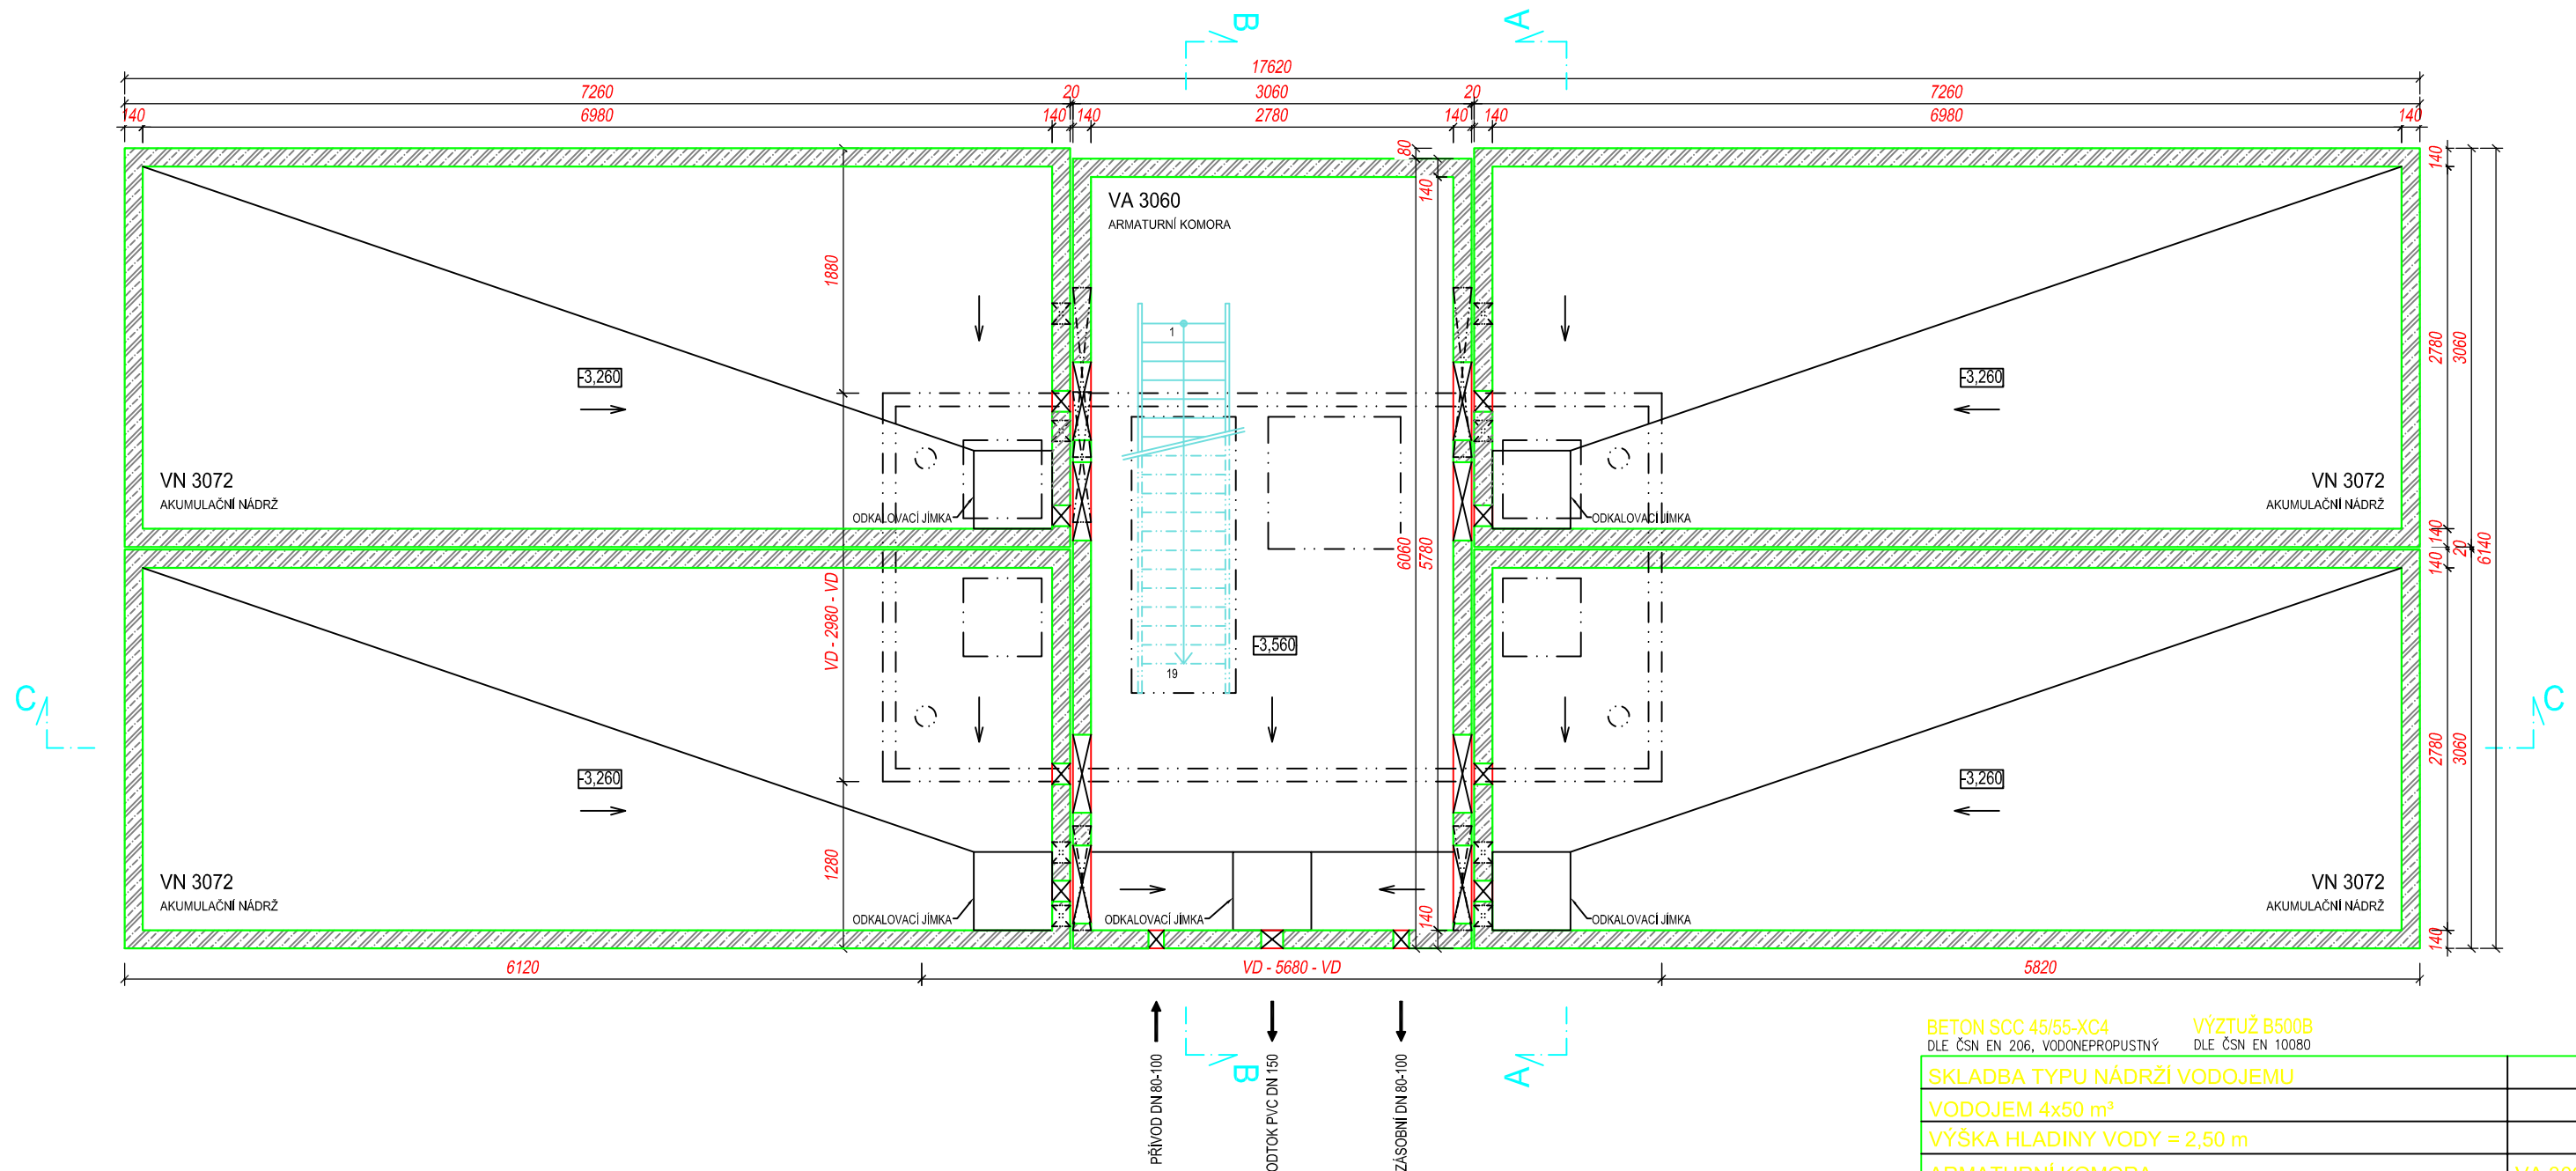 B
A
17620
7260
20
3060
20
7260
140
6980
140
140
2780
140
140
6980
140
80
140
140
VA 3060
ARMATURNÍ KOMORA
1880
1
2780
3060
-3,260
-3,260
VN 3072
AKUMULAČNÍ NÁDRŽ
ODKALOVACÍ JÍMKA
ODKALOVACÍ JÍMKA
VN 3072
AKUMULAČNÍ NÁDRŽ
6060
5780
140
20
140
6140
VD - 2980 - VD
-3,560
19
C
C
-3,260
-3,260
2780
3060
1280
VN 3072
AKUMULAČNÍ NÁDRŽ
ODKALOVACÍ JÍMKA
ODKALOVACÍ JÍMKA
140
ODKALOVACÍ JÍMKA
VN 3072
AKUMULAČNÍ NÁDRŽ
140
6120
VD - 5680 - VD
5820
PŘÍVOD DN 80-100
B
ODTOK PVC DN 150
ZÁSOBNÍ DN 80-100
A
BETON SCC 45/55-XC4
VÝZTUŽ B500B
DLE ČSN EN 206, VODONEPROPUSTNÝ
DLE ČSN EN 10080
SKLADBA TYPU NÁDRŽÍ VODOJEMU
VODOJEM 4x50 m³
VÝŠKA HLADINY VODY = 2,50 m
ARMATURNÍ KOMORA